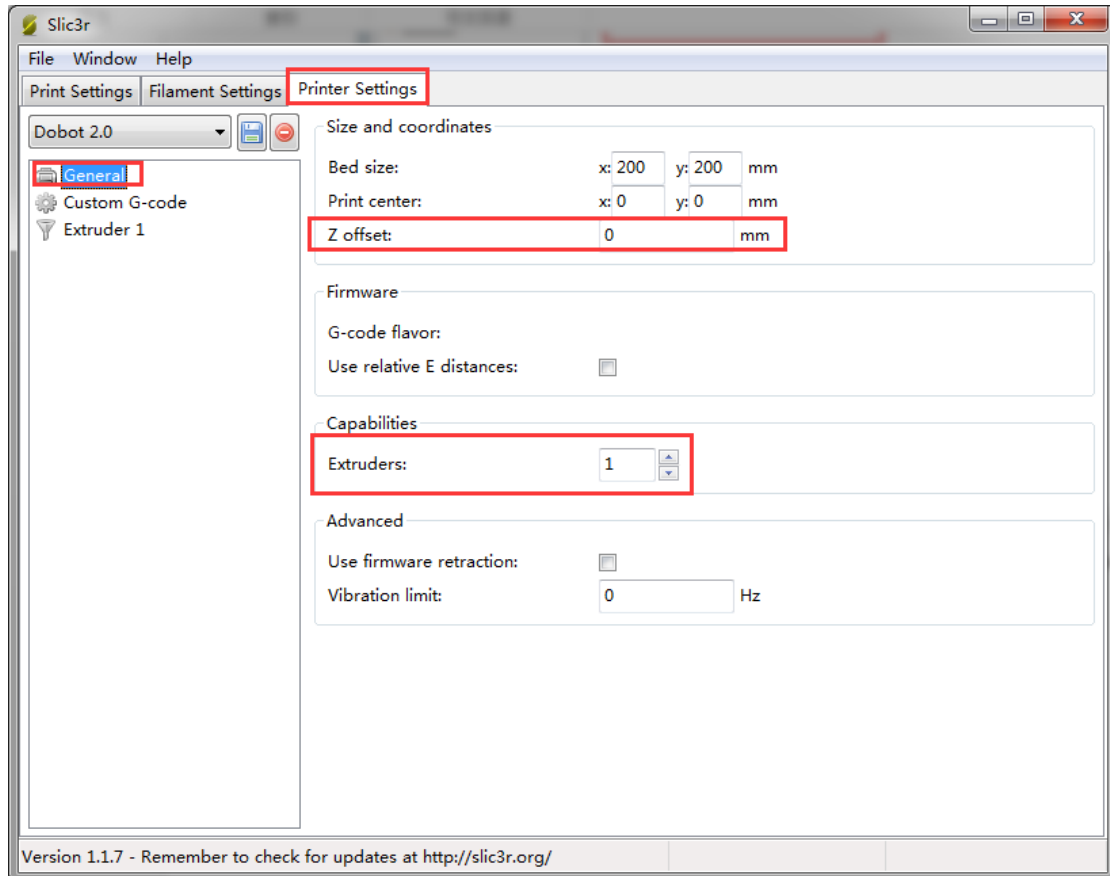 Slic3r
File Window Help
Print Settings Filament Settings Printer Settings
Dobot 2.0
General
Custom G-code
Extruder 1
Size and coordinates
Bed size: x: 200 y: 200 mm
Print center: x: 0 y: 0 mm
Z offset: 0 mm
Firmware
G-code flavor:
Use relative E distances:
Capabilities
Extruders: 1
Advanced
Use firmware retraction:
Vibration limit: 0 Hz
Version 1.1.7 - Remember to check for updates at http://slic3r.org/